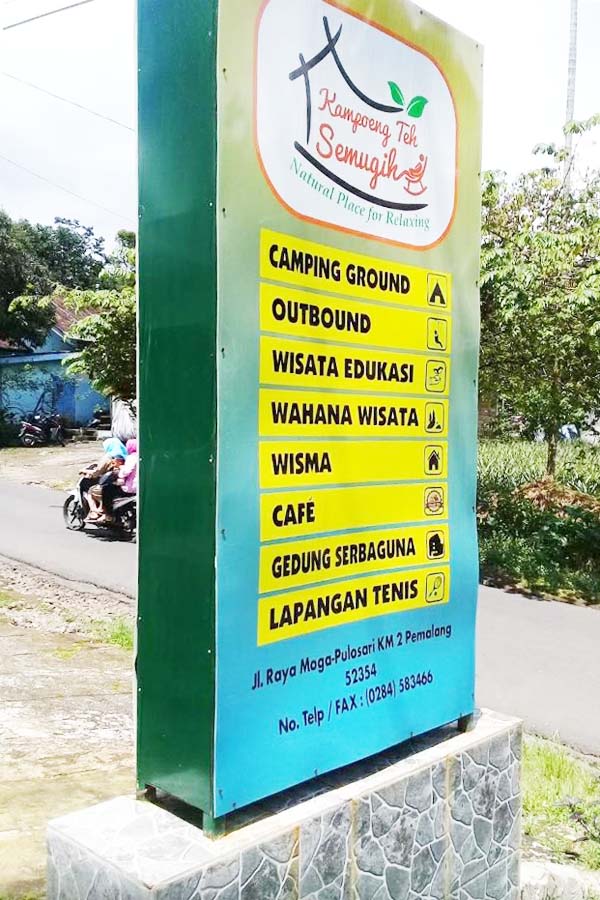 Kampoeng Teh
Semugih
Natural Place for Relaxing
CAMPING GROUND
OUTBOUND
WISATA EDUKASI
WAHANA WISATA
WISMA
CAFÉ
GEDUNG SERBAGUNA
LAPANGAN TENIS
Jl. Raya Moga-Pulosari KM 2 Pemalang
52354
No. Telp / FAX : (0284) 583466